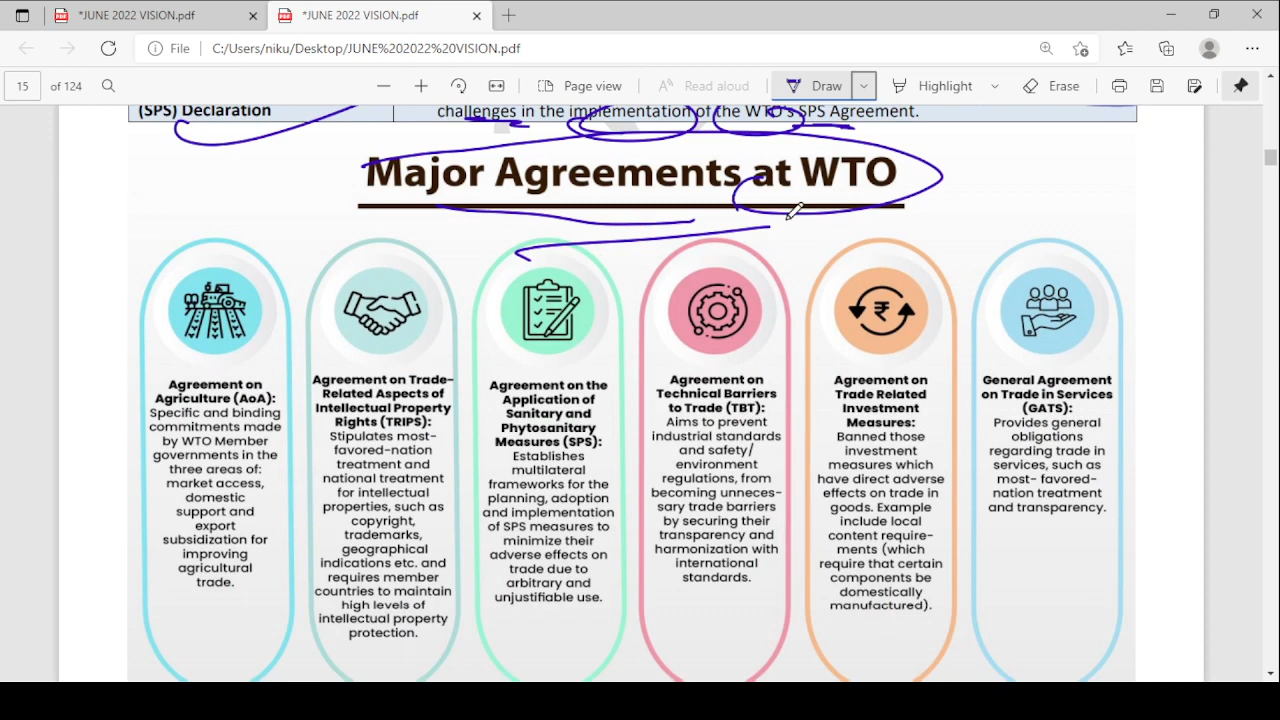 *JUNE 2022 VISION.pdf
*JUNE 2022 VISION.pdf
File C:/Users/niku/Desktop/JUNE%202022%20VISION.pdf
15 of 124 Page view Read aloud Draw Highlight Erase
(SPS) Declaration
challenges in the implementation of the WTO's SPS Agreement.
Major Agreements at WTO
Agreement on
Agriculture (AoA):
Specific and binding
commitments made
by WTO Member
governments in the
three areas of:
market access,
domestic
support and
export
subsidization for
improving
agricultural
trade.
Agreement on Trade-
Related Aspects of
Intellectual Property
Rights (TRIPS):
Stipulates most-
favored-nation
treatment and
national treatment
for intellectual
properties, such as
copyright,
trademarks,
geographical
indications etc. and
requires member
countries to maintain
high levels of
intellectual property
protection.
Agreement on the
Application of
Sanitary and
Phytosanitary
Measures (SPS):
Establishes
multilateral
frameworks for the
planning, adoption
and implementation
of SPS measures to
minimize their
adverse effects on
trade due to
arbitrary and
unjustifiable use.
Agreement on
Technical Barriers
to Trade (TBT):
Aims to prevent
industrial standards
and safety/
environment
regulations, from
becoming unneces-
sary trade barriers
by securing their
transparency and
harmonization with
international
standards.
Agreement on
Trade Related
Investment
Measures:
Banned those
investment
measures which
have direct adverse
effects on trade in
goods. Example
include local
content require-
ments (which
require that certain
components be
domestically
manufactured).
General Agreement
on Trade in Services
(GATS):
Provides general
obligations
regarding trade in
services, such as
most- favored-
nation treatment
and transparency.